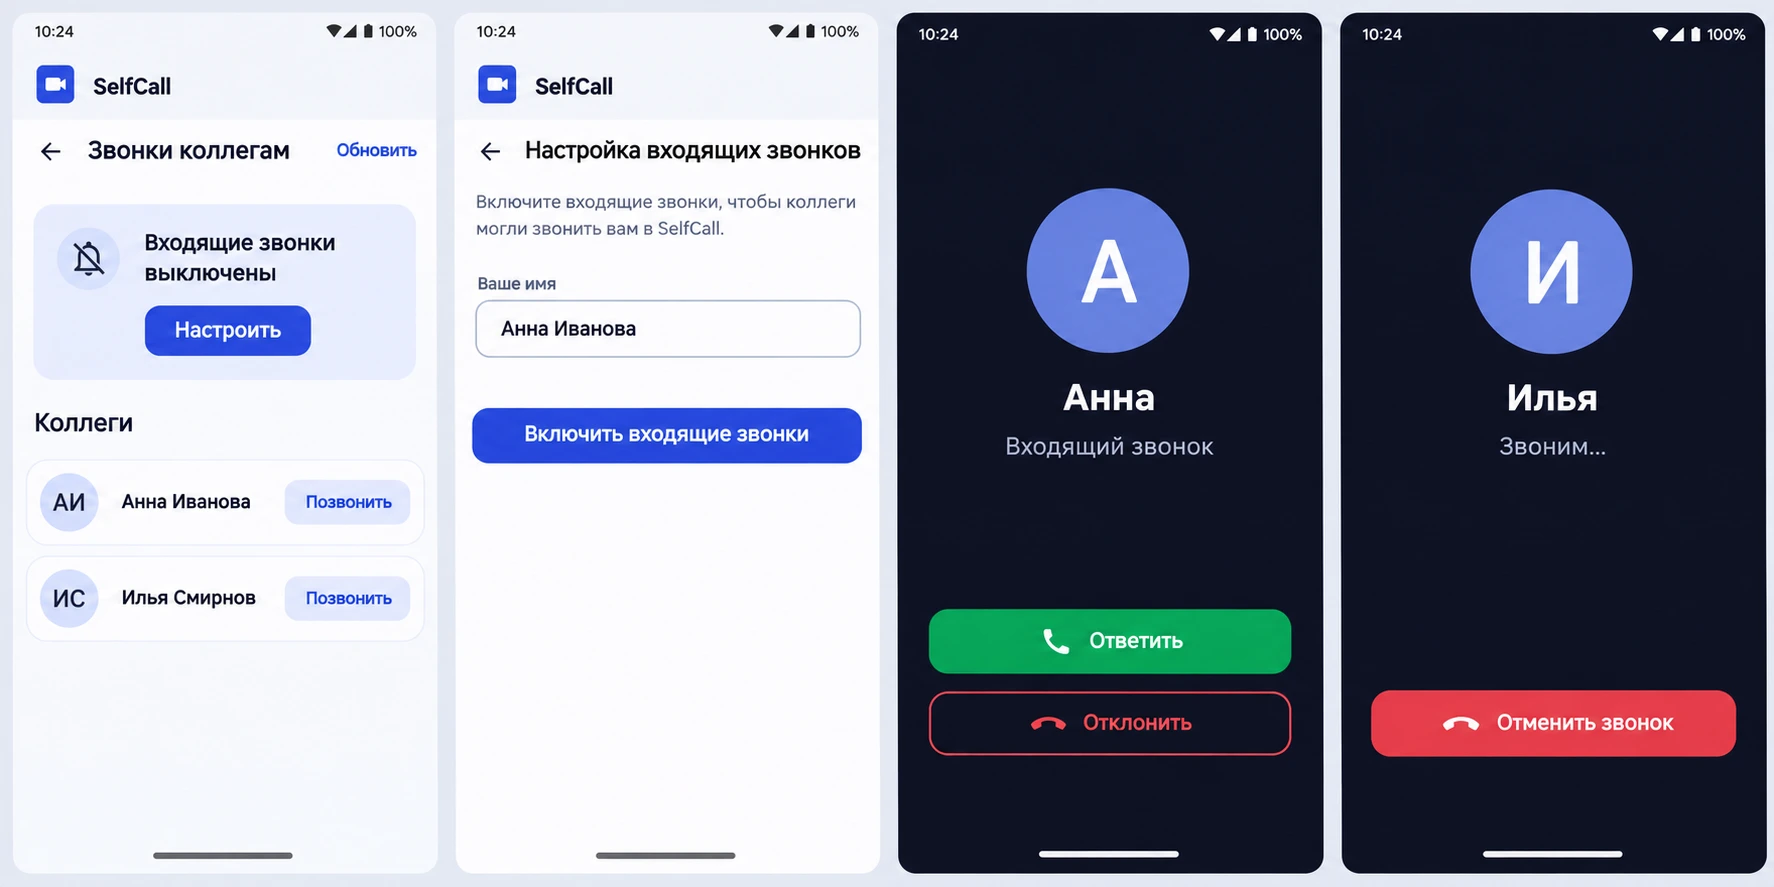 10:24
100%
SelfCall
Звонки коллегам
Обновить
Входящие звонки
выключены
Настроить
Коллеги
АИ
Анна Иванова
Позвонить
ИС
Илья Смирнов
Позвонить
10:24
100%
SelfCall
Настройка входящих звонков
Включите входящие звонки, чтобы коллеги
могли звонить вам в SelfCall.
Ваше имя
Анна Иванова
Включить входящие звонки
10:24
100%
А
Анна
Входящий звонок
Ответить
Отклонить
10:24
100%
И
Илья
Звоним...
Отменить звонок